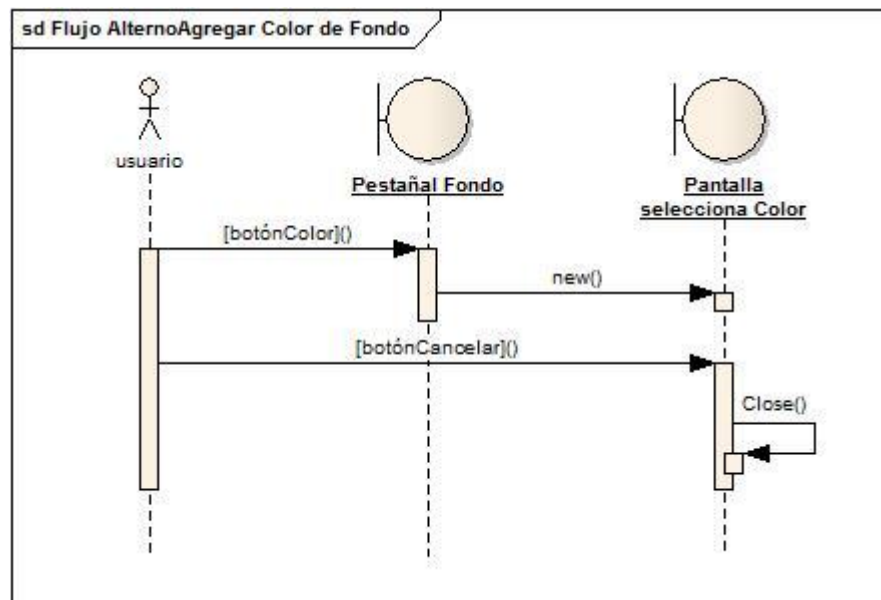 sd Flujo AlternoAgregar Color de Fondo
usuario
Pestañal Fondo
Pantalla
selecciona Color
[botónColor]()
new()
[botónCancelar]()
Close()